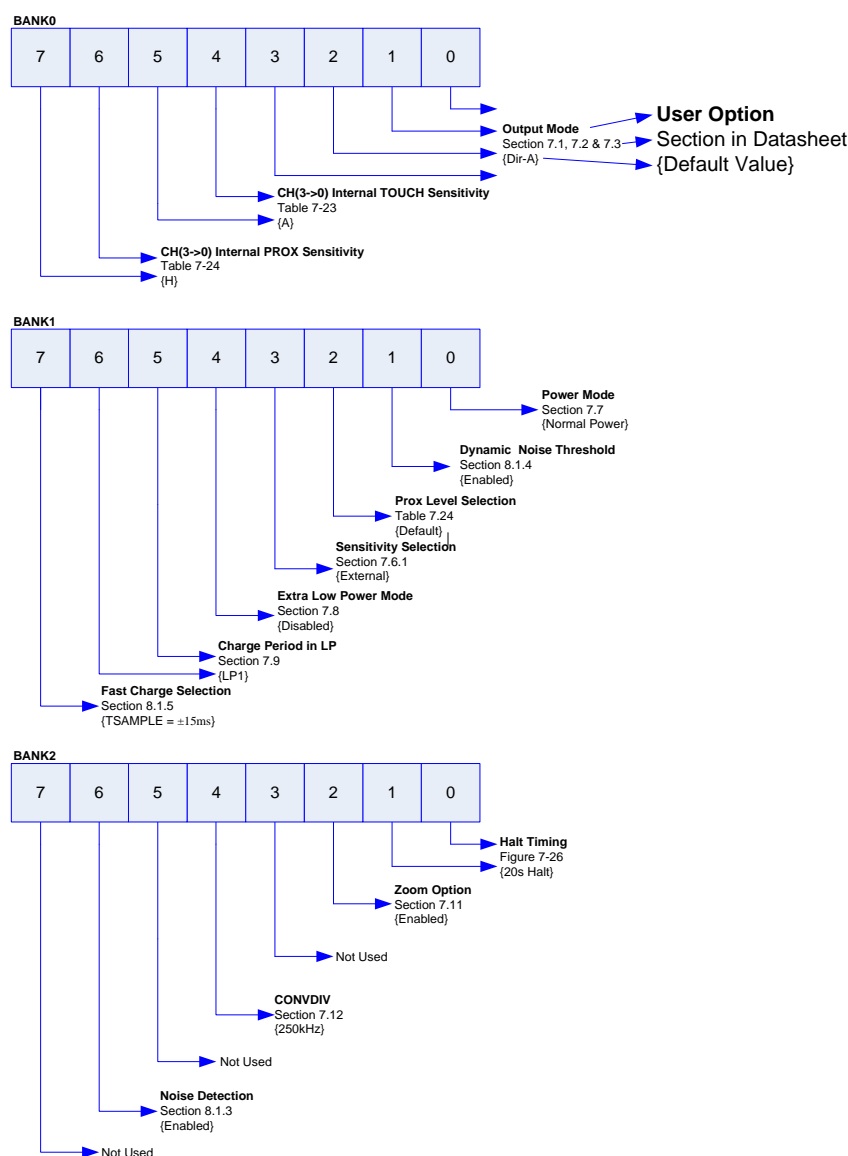 BANK0
7 6 5 4 3 2 1 0
Output Mode
Section 7.1, 7.2 & 7.3
{Dir-A}
User Option
Section in Datasheet
{Default Value}
CH(3->0) Internal TOUCH Sensitivity
Table 7-23
{A}
CH(3->0) Internal PROX Sensitivity
Table 7-24
{H}
BANK1
7 6 5 4 3 2 1 0
Power Mode
Section 7.7
{Normal Power}
Dynamic Noise Threshold
Section 8.1.4
{Enabled}
Prox Level Selection
Table 7.24
{Default}
Sensitivity Selection
Section 7.6.1
{External}
Extra Low Power Mode
Section 7.8
{Disabled}
Charge Period in LP
Section 7.9
{LP1}
Fast Charge Selection
Section 8.1.5
{TSAMPLE = ±15ms}
BANK2
7 6 5 4 3 2 1 0
Halt Timing
Figure 7-26
{20s Halt}
Zoom Option
Section 7.11
{Enabled}
Not Used
CONVDIV
Section 7.12
{250kHz}
Not Used
Noise Detection
Section 8.1.3
{Enabled}
Not Used